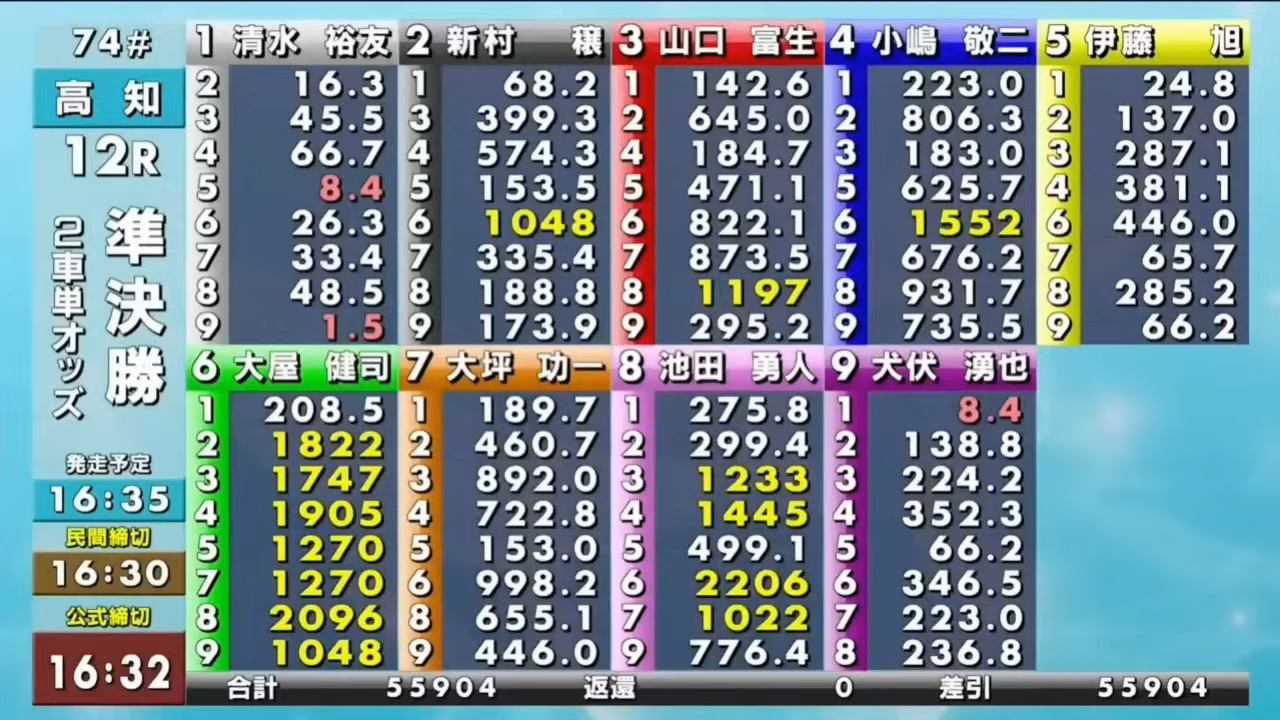 74#
高知
12R
準決勝
2車単オッズ
発走予定
16:35
民間締切
16:30
公式締切
16:32
1 清水 裕友 2 新村 穣 3 山口 富生 4 小嶋 敬二 5 伊藤 旭
2 16.3 1 68.2 1 142.6 1 223.0 1 24.8
3 45.5 3 399.3 2 645.0 2 806.3 2 137.0
4 66.7 4 574.3 4 184.7 3 183.0 3 287.1
5 8.4 5 153.5 5 471.1 5 625.7 4 381.1
6 26.3 6 1048 6 822.1 6 1552 6 446.0
7 33.4 7 335.4 7 873.5 7 676.2 7 65.7
8 48.5 8 188.8 8 1197 8 931.7 8 285.2
9 1.5 9 173.9 9 295.2 9 735.5 9 66.2
6 大屋 健司 7 大坪 功一 8 池田 勇人 9 犬伏 湧也
1 208.5 1 189.7 1 275.8 1 8.4
2 1822 2 460.7 2 299.4 2 138.8
3 1747 3 892.0 3 1233 3 224.2
4 1905 4 722.8 4 1445 4 352.3
5 1270 5 153.0 5 499.1 5 66.2
7 1270 6 998.2 6 2206 6 346.5
8 2096 8 655.1 7 1022 7 223.0
9 1048 9 446.0 9 776.4 8 236.8
合計 55904 返還 0 差引 55904